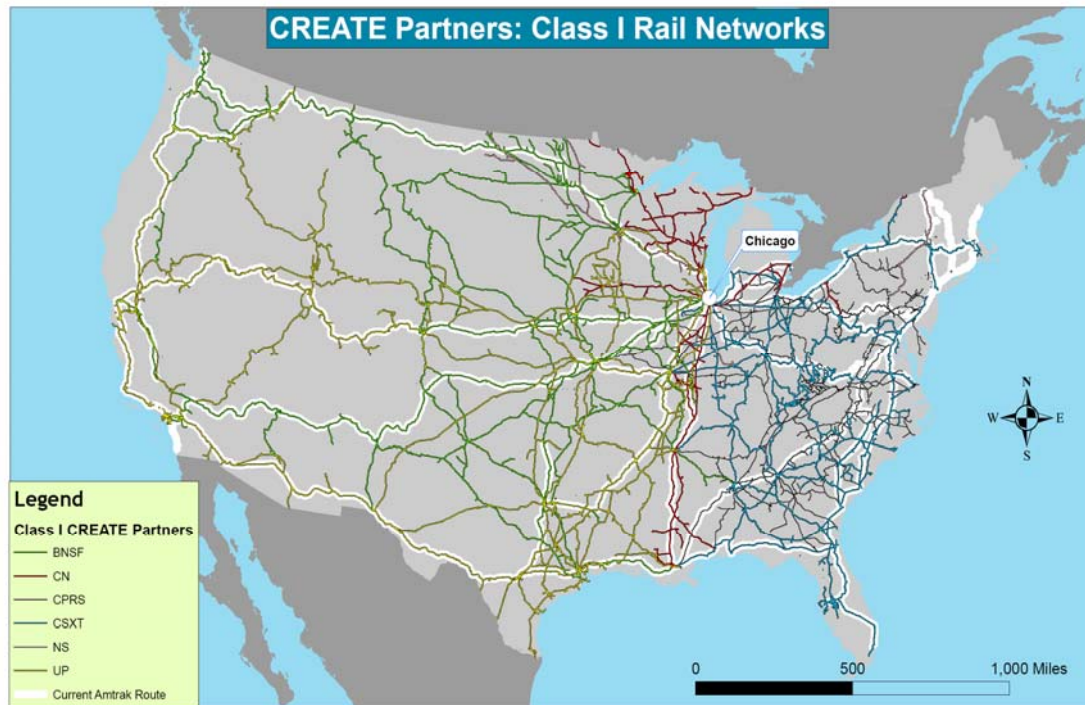 CREATE Partners: Class I Rail Networks
Chicago
N
W E
S
Legend
Class I CREATE Partners
BNSF
CN
CPRS
CSXT
NS
UP
Current Amtrak Route
0 500 1,000 Miles